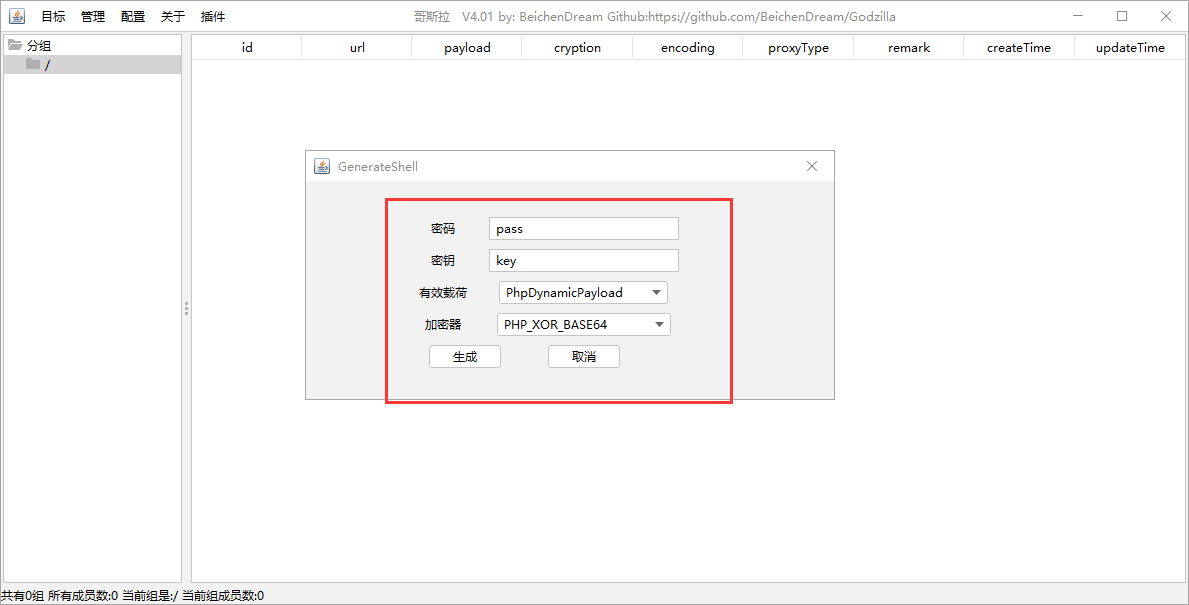 目标 管理 配置 关于 插件 哥斯拉 V4.01 by: BeichenDream Github:https://github.com/BeichenDream/Godzilla
分组
/
id url payload cryption encoding proxyType remark createTime updateTime
GenerateShell
密码 pass
密钥 key
有效载荷 PhpDynamicPayload
加密器 PHP_XOR_BASE64
生成 取消
共有0组 所有成员数:0 当前组是:/ 当前组成员数:0